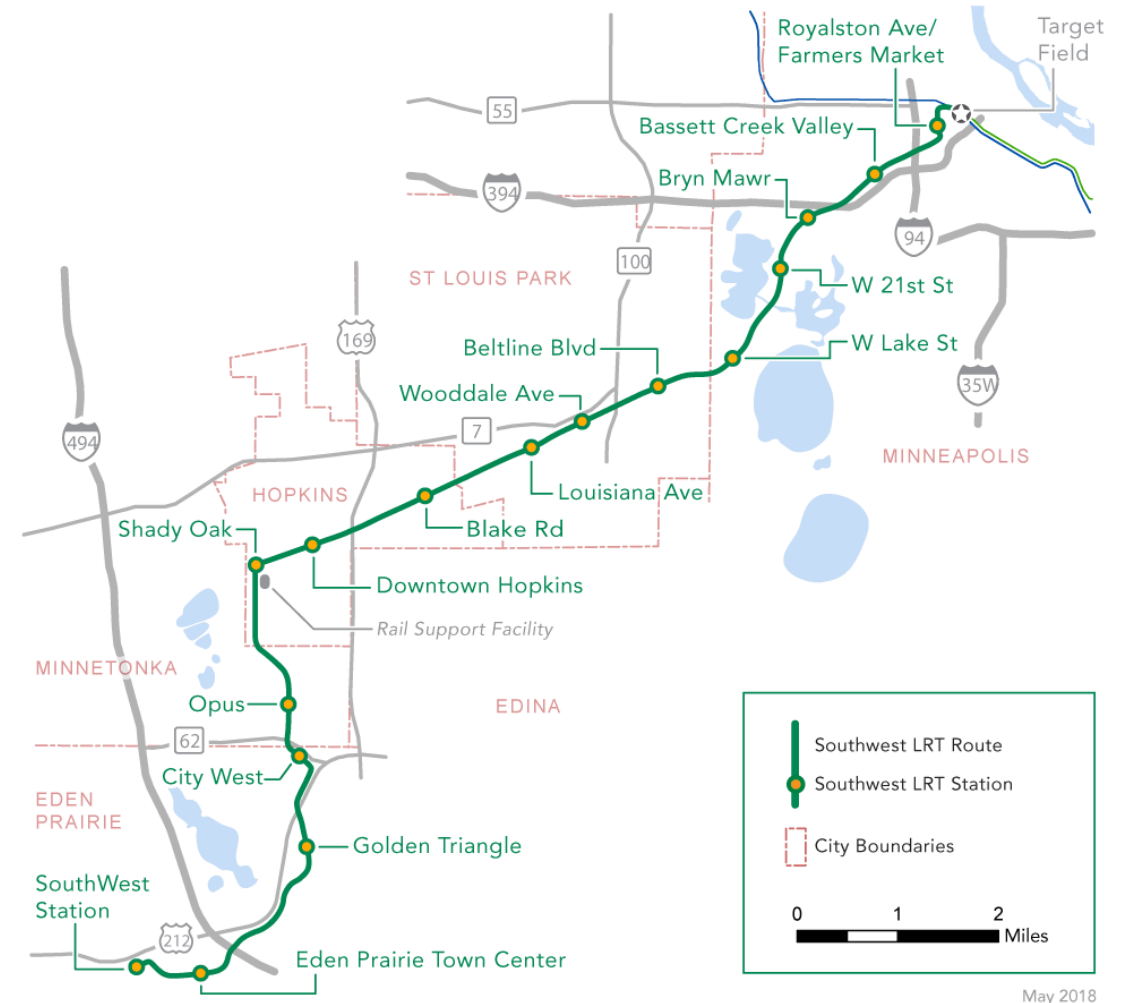 Royalston Ave/
Farmers Market
Target
Field
55
Bassett Creek Valley
Bryn Mawr
394
94
100
ST LOUIS PARK
W 21st St
169
Beltline Blvd
W Lake St
Wooddale Ave
35W
7
494
MINNEAPOLIS
HOPKINS
Louisiana Ave
Shady Oak
Blake Rd
Downtown Hopkins
Rail Support Facility
MINNETONKA
Opus
EDINA
62
City West
EDEN
PRAIRIE
Golden Triangle
SouthWest
Station
212
Eden Prairie Town Center
Southwest LRT Route
Southwest LRT Station
City Boundaries
0 1 2
Miles
May 2018